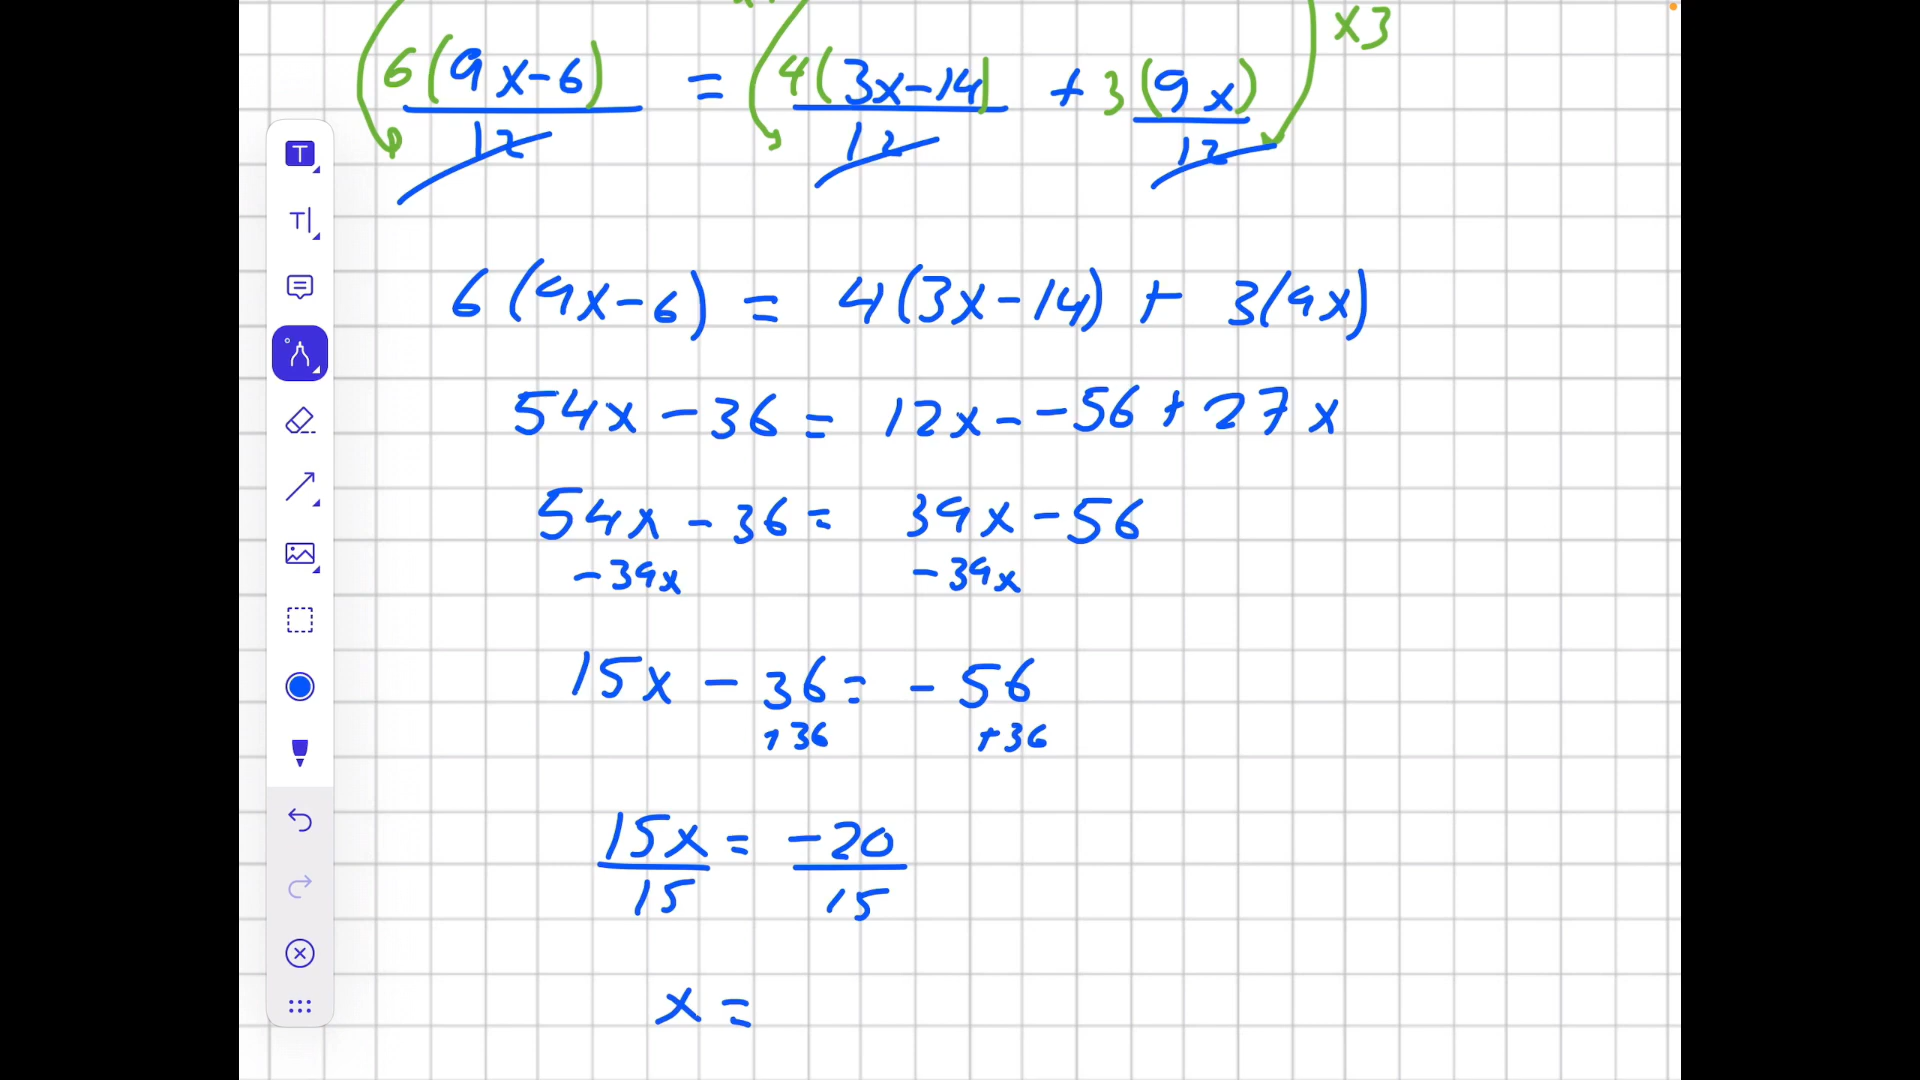 x3
6(9x-6) = 4(3x-14) + 3(9x)
12 12 12
6(9x-6) = 4(3x-14) + 3(9x)
54x - 36 = 12x - -56 + 27x
54x - 36 = 39x - 56
-39x -39x
15x - 36 = - 56
+36 +36
15x = -20
15 15
x =
T
T|